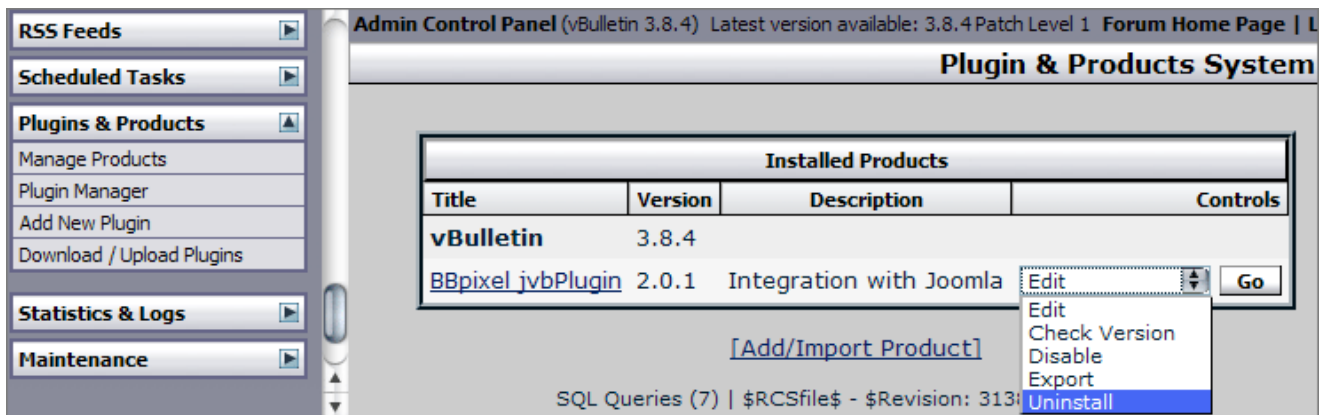 RSS Feeds
Scheduled Tasks
Plugins & Products
Manage Products
Plugin Manager
Add New Plugin
Download / Upload Plugins
Statistics & Logs
Maintenance
Admin Control Panel (vBulletin 3.8.4) Latest version available: 3.8.4 Patch Level 1 Forum Home Page | L
Plugin & Products System
Installed Products
Title Version Description Controls
vBulletin 3.8.4
BBpixel jvbPlugin 2.0.1 Integration with Joomla Edit Go
Edit
Check Version
Disable
Export
Uninstall
[Add/Import Product]
SQL Queries (7) | $RCSfile$ - $Revision: 313